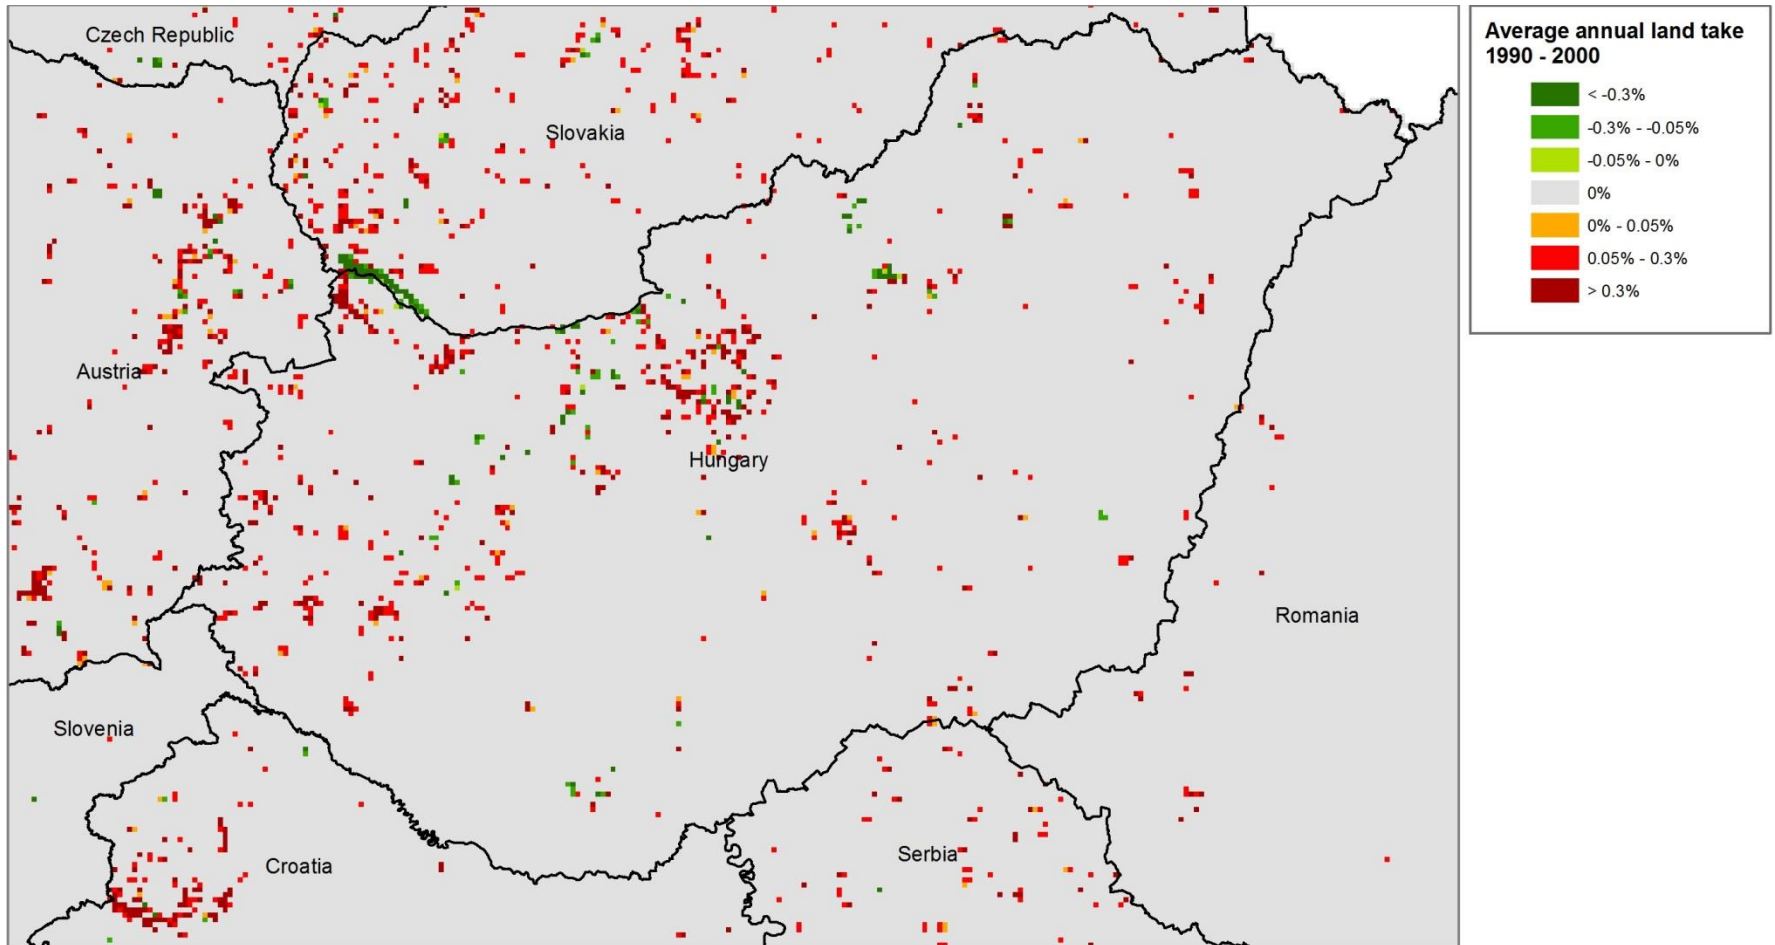 Czech Republic
Slovakia
Austria
Hungary
Romania
Slovenia
Croatia
Serbia
Average annual land take
1990 - 2000
< -0.3%
-0.3% - -0.05%
-0.05% - 0%
0%
0% - 0.05%
0.05% - 0.3%
> 0.3%